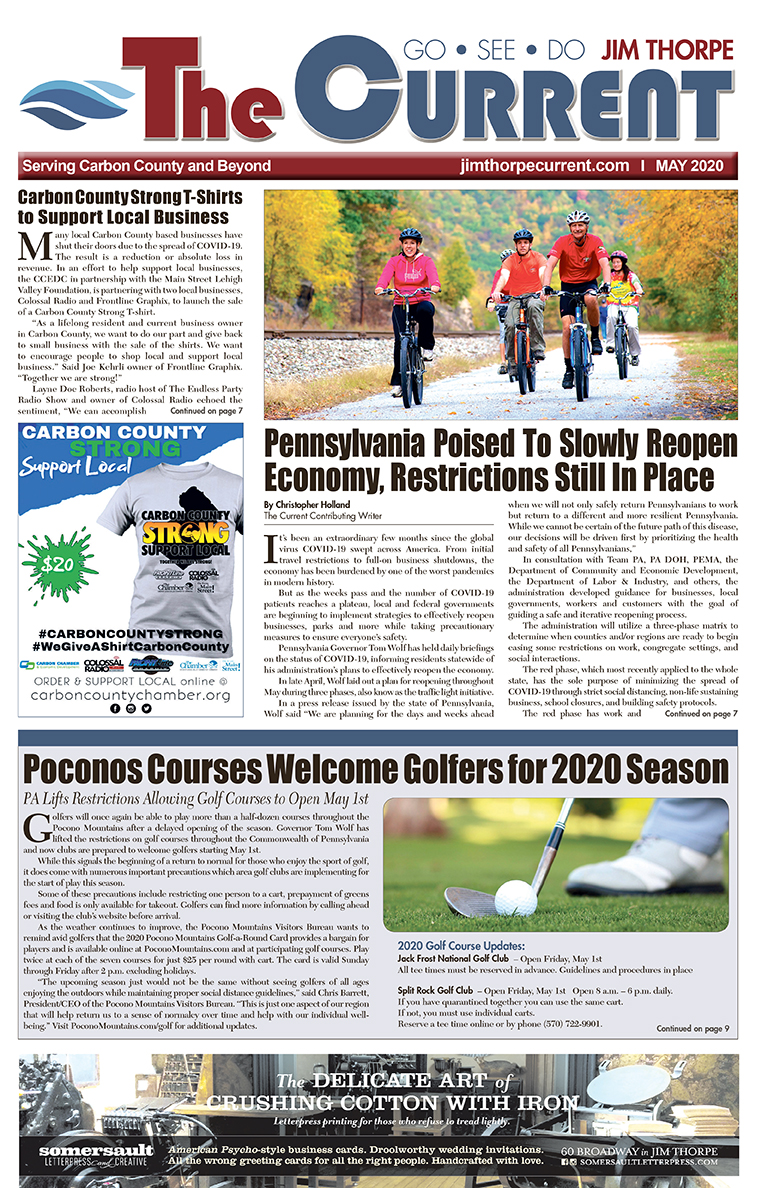 GO • SEE • DO JIM THORPE
The CURRENT
Serving Carbon County and Beyond
jimthorpecurrent.com I MAY 2020
Carbon County Strong T-Shirts
to Support Local Business
Many local Carbon County based businesses have
shut their doors due to the spread of COVID-19.
The result is a reduction or absolute loss in
revenue. In an effort to help support local businesses,
the CCEDC in partnership with the Main Street Lehigh
Valley Foundation, is partnering with two local businesses,
Colossal Radio and Frontline Graphix, to launch the sale
of a Carbon County Strong T-shirt.
“As a lifelong resident and current business owner
in Carbon County, we want to do our part and give back
to small business with the sale of the shirts. We want
to encourage people to shop local and support local
business.” Said Joe Kehrli owner of Frontline Graphix.
“Together we are strong!”
Layne Doe Roberts, radio host of The Endless Party
Radio Show and owner of Colossal Radio echoed the
sentiment, “We can accomplish Continued on page 7
CARBON COUNTY
STRONG
Support Local
CARBON COUNTY
STRONG
SUPPORT LOCAL
COLOSSAL
RADIO
Chamber
Main
Street
$20
#CARBONCOUNTYSTRONG
#WeGiveAShirtCarbonCounty
CARBON CHAMBER
COLOSSAL
RADIO
Chamber
Main
Street
ORDER & SUPPORT LOCAL online @
carboncountychamber.org
Pennsylvania Poised To Slowly Reopen
Economy, Restrictions Still In Place
By Christopher Holland
The Current Contributing Writer
It’s been an extraordinary few months since the global
virus COVID-19 swept across America. From initial
travel restrictions to full-on business shutdowns, the
economy has been burdened by one of the worst pandemics
in modern history.
But as the weeks pass and the number of COVID-19
patients reaches a plateau, local and federal governments
are beginning to implement strategies to effectively reopen
businesses, parks and more while taking precautionary
measures to ensure everyone’s safety.
Pennsylvania Governor Tom Wolf has held daily briefings
on the status of COVID-19, informing residents statewide of
his administration’s plans to effectively reopen the economy.
In late April, Wolf laid out a plan for reopening throughout
May during three phases, also know as the traffic light initiative.
In a press release issued by the state of Pennsylvania,
Wolf said “We are planning for the days and weeks ahead
when we will not only safely return Pennsylvanians to work
but return to a different and more resilient Pennsylvania.
While we cannot be certain of the future path of this disease,
our decisions will be driven first by prioritizing the health
and safety of all Pennsylvanians,”
In consultation with Team PA, PA DOH, PEMA, the
Department of Community and Economic Development,
the Department of Labor & Industry, and others, the
administration developed guidance for businesses, local
governments, workers and customers with the goal of
guiding a safe and iterative reopening process.
The administration will utilize a three-phase matrix to
determine when counties and/or regions are ready to begin
easing some restrictions on work, congregate settings, and
social interactions.
The red phase, which most recently applied to the whole
state, has the sole purpose of minimizing the spread of
COVID-19 through strict social distancing, non-life sustaining
business, school closures, and building safety protocols.
The red phase has work and Continued on page 7
Poconos Courses Welcome Golfers for 2020 Season
PA Lifts Restrictions Allowing Golf Courses to Open May 1st
Golfers will once again be able to play more than a half-dozen courses throughout the
Pocono Mountains after a delayed opening of the season. Governor Tom Wolf has
lifted the restrictions on golf courses throughout the Commonwealth of Pennsylvania
and now clubs are prepared to welcome golfers starting May 1st.
While this signals the beginning of a return to normal for those who enjoy the sport of golf,
it does come with numerous important precautions which area golf clubs are implementing for
the start of play this season.
Some of these precautions include restricting one person to a cart, prepayment of greens
fees and food is only available for takeout. Golfers can find more information by calling ahead
or visiting the club’s website before arrival.
As the weather continues to improve, the Pocono Mountains Visitors Bureau wants to
remind avid golfers that the 2020 Pocono Mountains Golf-a-Round Card provides a bargain for
players and is available online at PoconoMountains.com and at participating golf courses. Play
twice at each of the seven courses for just $25 per round with cart. The card is valid Sunday
through Friday after 2 p.m. excluding holidays.
“The upcoming season just would not be the same without seeing golfers of all ages
enjoying the outdoors while maintaining proper social distance guidelines,” said Chris Barrett,
President/CEO of the Pocono Mountains Visitors Bureau. “This is just one aspect of our region
that will help return us to a sense of normalcy over time and help with our individual well-
being.” Visit PoconoMountains.com/golf for additional updates.
2020 Golf Course Updates:
Jack Frost National Golf Club – Open Friday, May 1st
All tee times must be reserved in advance. Guidelines and procedures in place
Split Rock Golf Club – Open Friday, May 1st Open 8 a.m. – 6 p.m. daily.
If you have quarantined together you can use the same cart.
If not, you must use individual carts.
Reserve a tee time online or by phone (570) 722-9901.
Continued on page 9
The DELICATE ART of
CRUSHING COTTON WITH IRON
Letterpress printing for those who refuse to tread lightly.
somersault
LETTERPRESS and CREATIVE
American Psycho-style business cards. Droolworthy wedding invitations.
All the wrong greeting cards for all the right people. Handcrafted with love.
60 BROADWAY in JIM THORPE
SOMERSAULTLETTERPRESS.COM